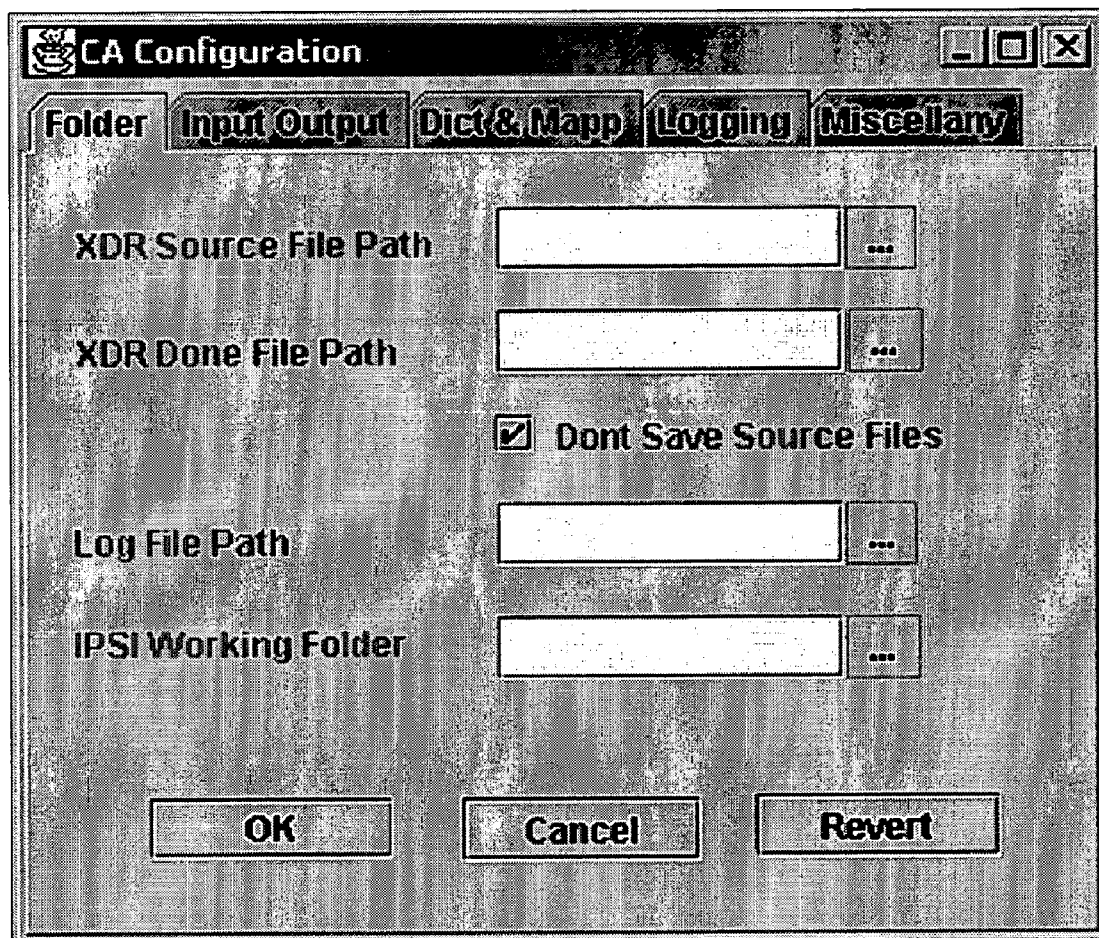 CA Configuration
Folder Input Output Dict & Mapp Logging Miscellany
XDR Source File Path ...
XDR Done File Path ...
Dont Save Source Files
Log File Path ...
IPSI Working Folder ...
OK Cancel Revert